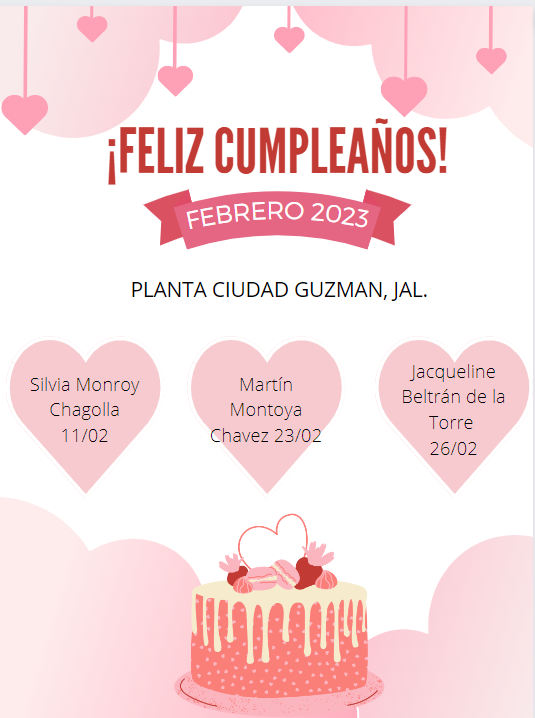 ¡FELIZ CUMPLEAÑOS!
FEBRERO 2023
PLANTA CIUDAD GUZMAN, JAL.
Silvia Monroy
Chagolla
11/02
Martín
Montoya
Chavez 23/02
Jacqueline
Beltrán de la
Torre
26/02